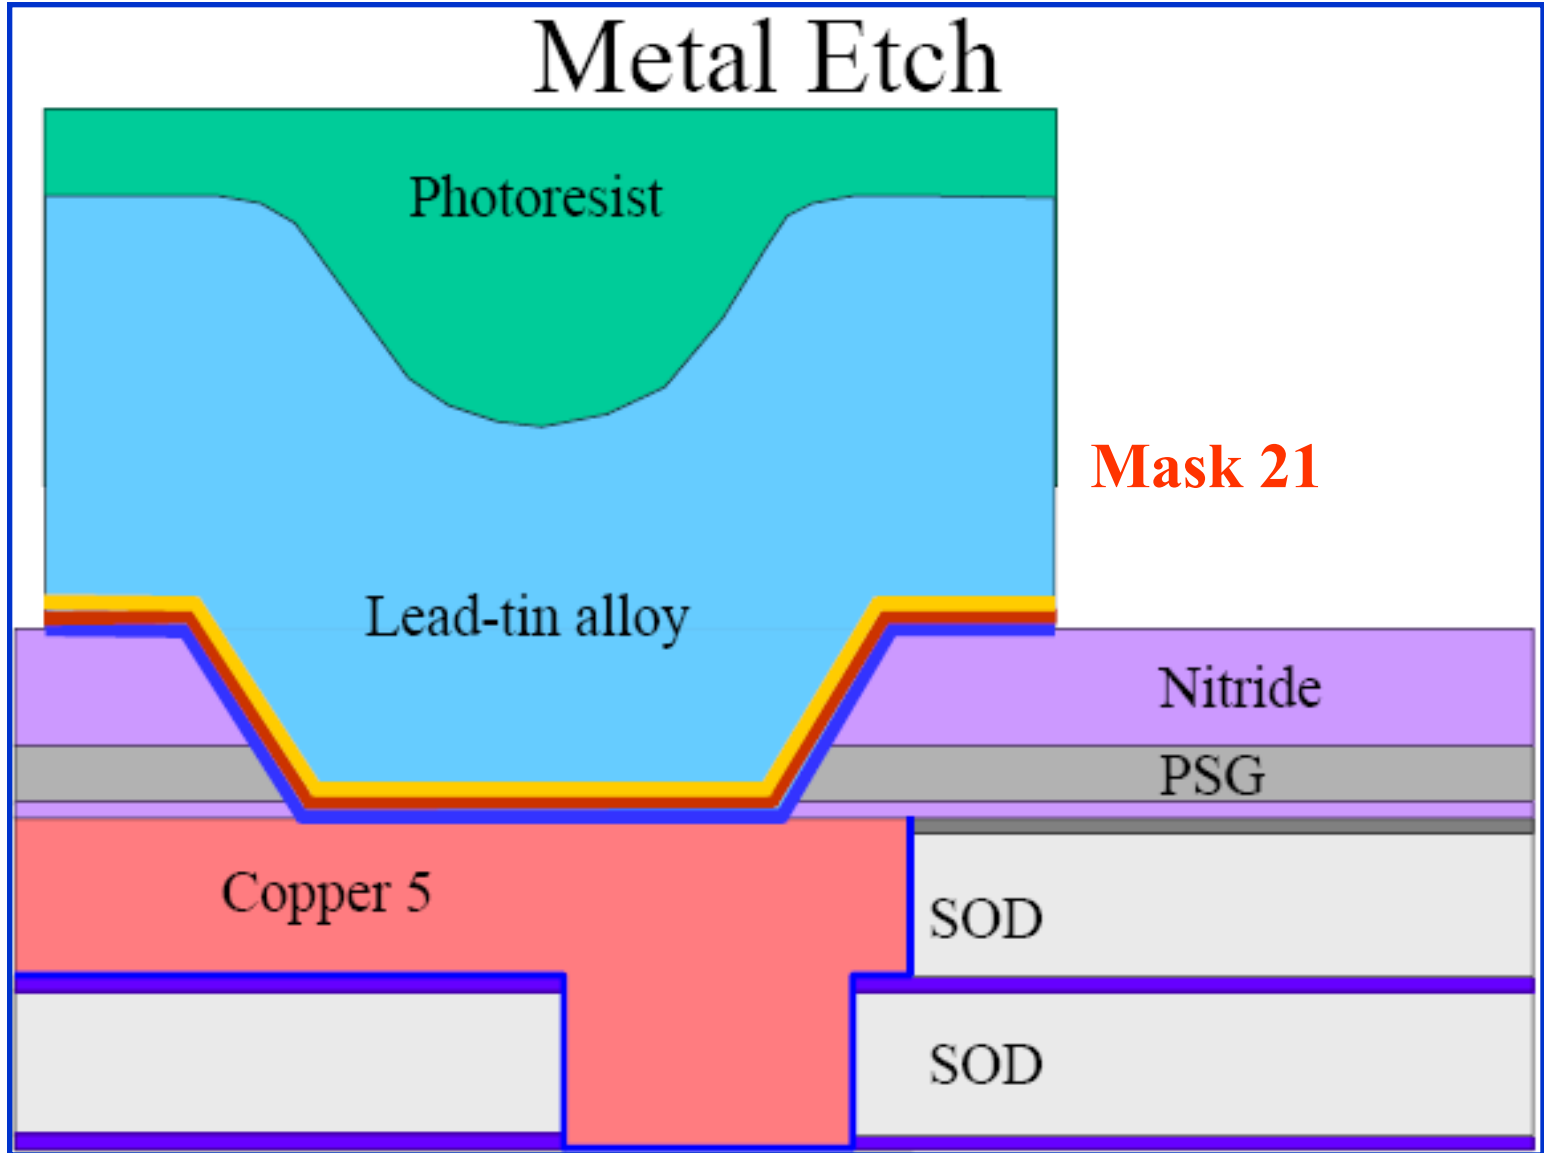 Metal Etch
Photoresist
Mask 21
Lead-tin alloy
Nitride
PSG
Copper 5
SOD
SOD